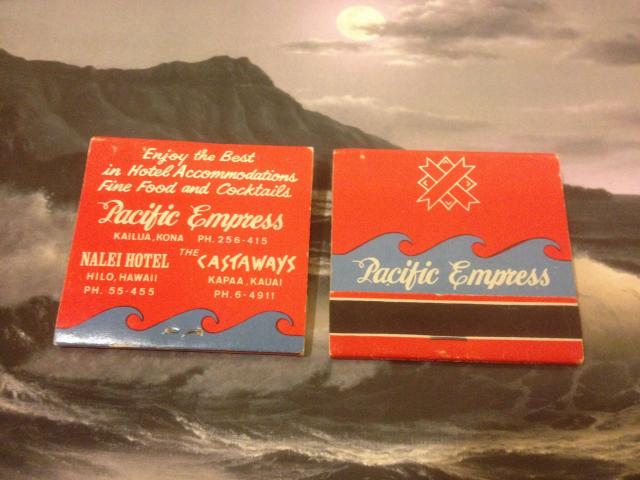 'Enjoy the Best
in Hotel Accommodations
Fine Food and Cocktails
Pacific Empress
KAILUA, KONA PH. 256-415
NALEI HOTEL
HILO, HAWAII
PH. 55-455
THE CASTAWAYS
KAPAA, KAUAI
PH. 6-4911
Pacific Empress